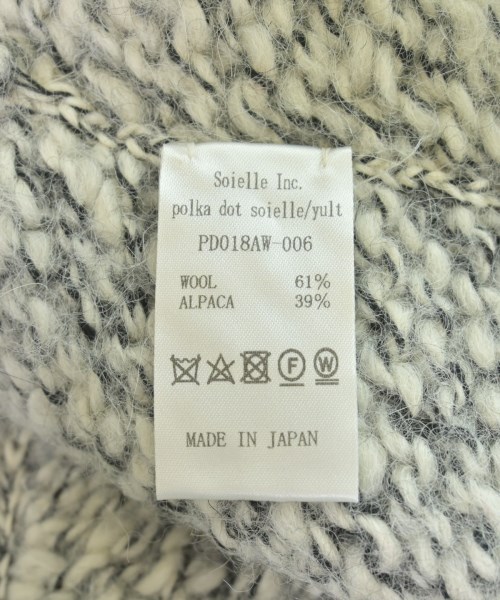 Soielle Inc.
polka dot soielle/yult
PD018AW-006
WOOL 61%
ALPACA 39%
F W
MADE IN JAPAN